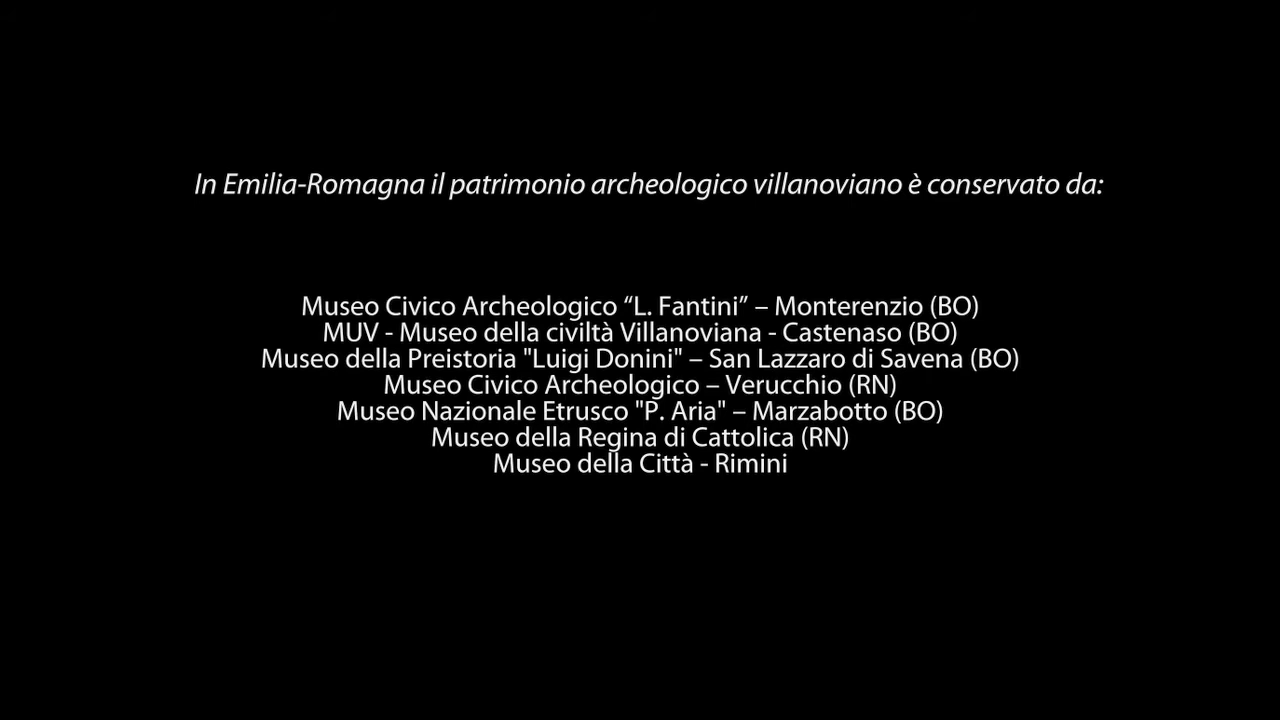 In Emilia-Romagna il patrimonio archeologico villanoviano è conservato da:
Museo Civico Archeologico “L. Fantini” – Monterenzio (BO)
MUV - Museo della civiltà Villanoviana - Castenaso (BO)
Museo della Preistoria "Luigi Donini" – San Lazzaro di Savena (BO)
Museo Civico Archeologico – Verucchio (RN)
Museo Nazionale Etrusco "P. Aria" – Marzabotto (BO)
Museo della Regina di Cattolica (RN)
Museo della Città - Rimini